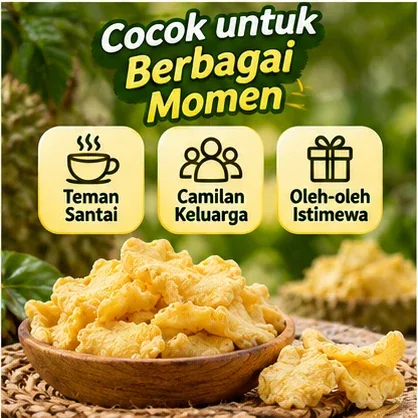 Cocok untuk
Berbagai
Momen
Teman
Santai
Camilan
Keluarga
Oleh-oleh
Istimewa